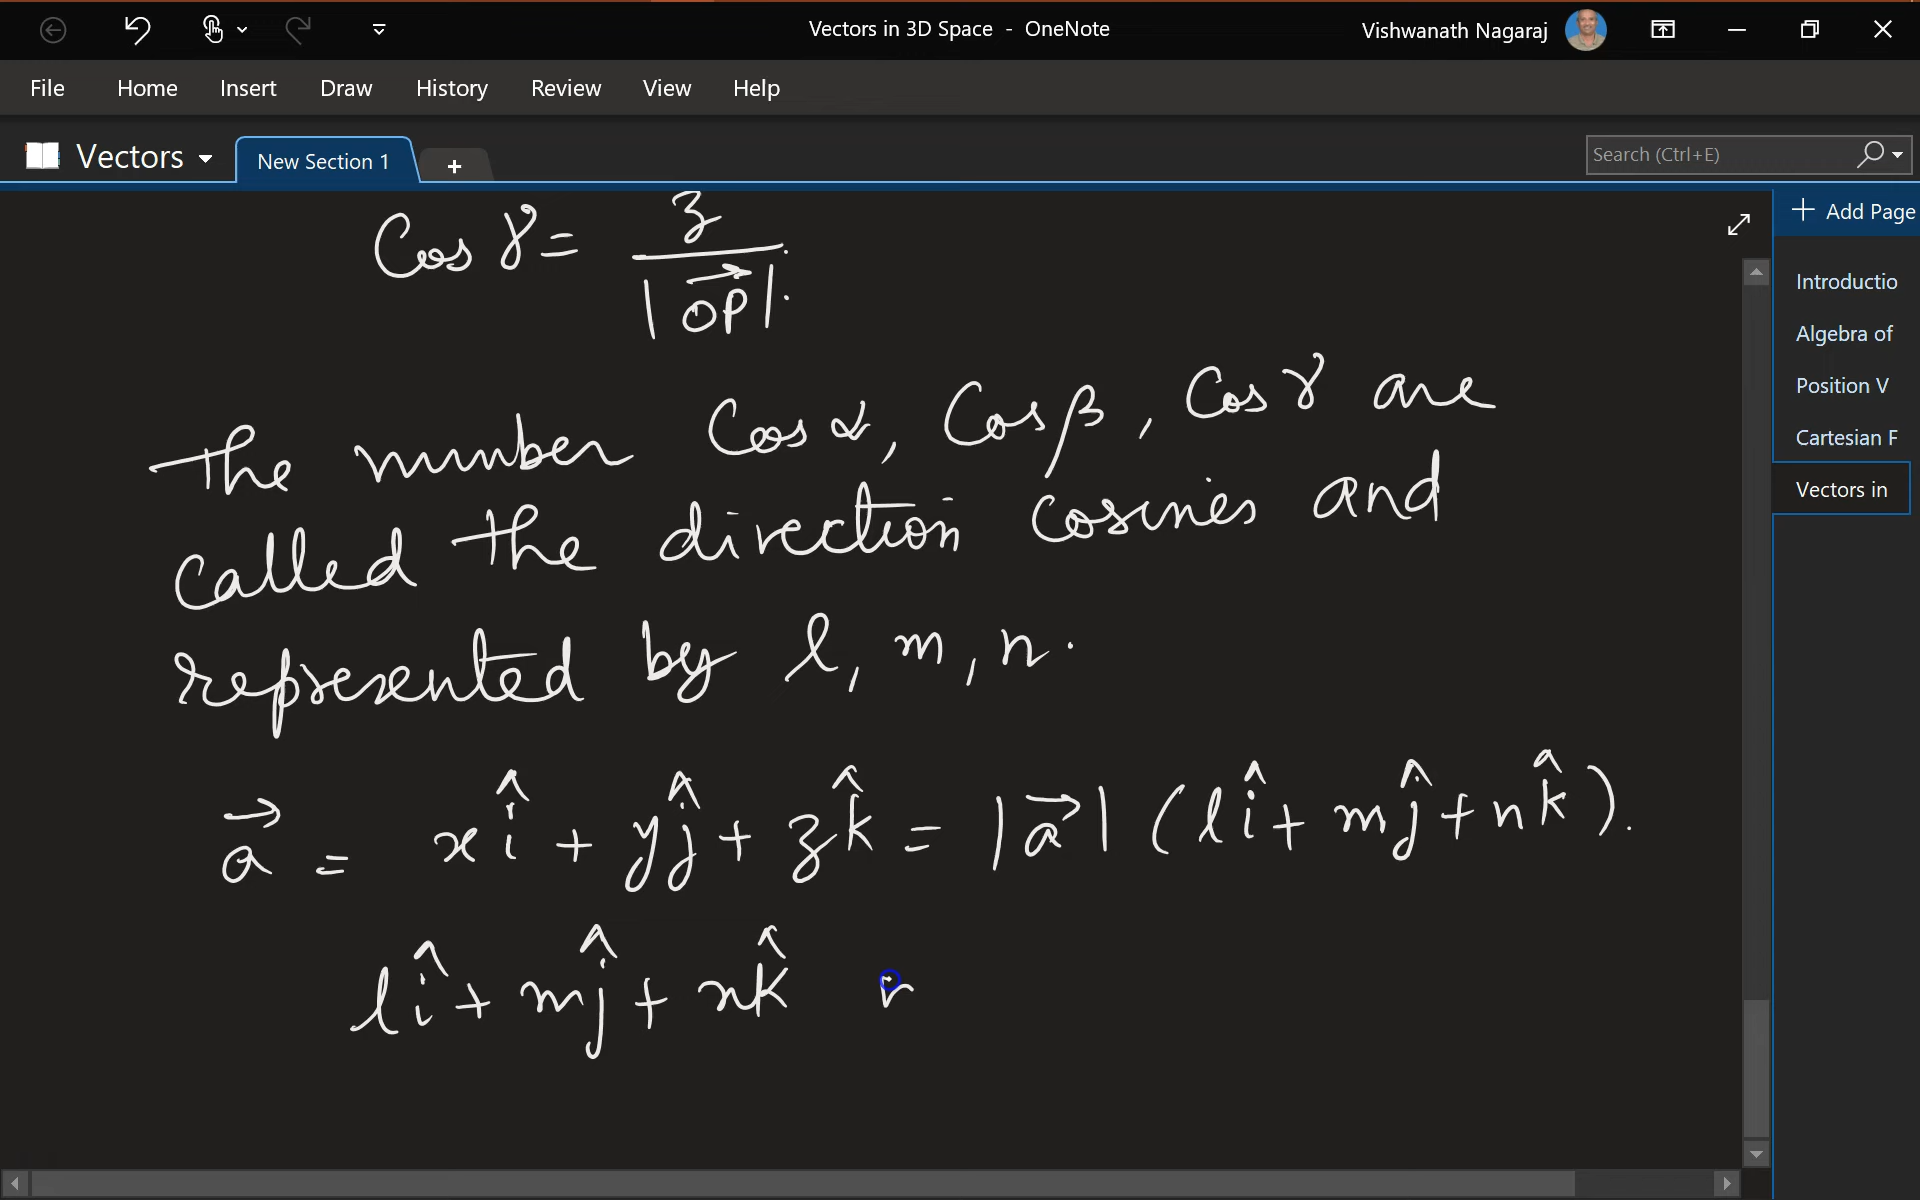 Vectors in 3D Space - OneNote
Vishwanath Nagaraj
File Home Insert Draw History Review View Help
Vectors
New Section 1
+
Search (Ctrl+E)
+ Add Page
Introductio
Algebra of
Position V
Cartesian F
Vectors in
Cos γ = z / |OP→|.
The number Cos α, Cos β, Cos γ are
called the direction cosines and
represented by l, m, n.
a→ = xî + yĵ + zk̂ = |a→| (lî + mĵ + nk̂).
lî + mĵ + nk̂